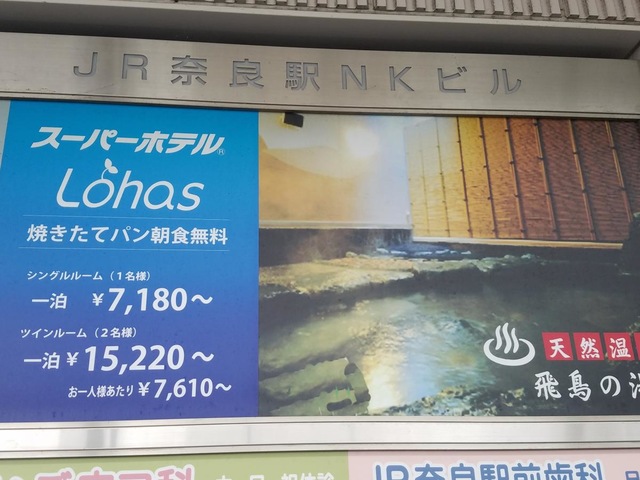 JR奈良駅NKビル
スーパーホテル®
Lohas
焼きたてパン朝食無料
シングルルーム（1名様）
一泊 ¥7,180～
ツインルーム（2名様）
一泊¥15,220～
お一人様あたり¥7,610～
天然温
飛鳥の
JR奈良駅前歯科